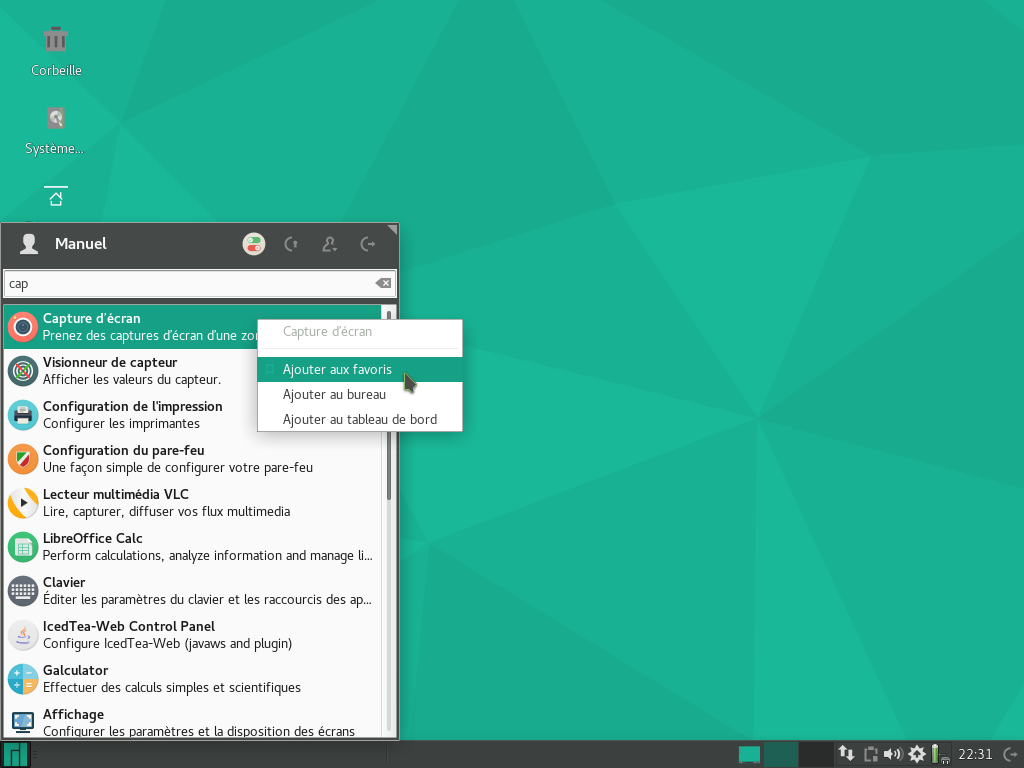 Corbeille
Système...
Manuel
cap
Capture d'écran
Prenez des captures d'écran d'une zo
Visionneur de capteur
Afficher les valeurs du capteur.
Configuration de l'impression
Configurer les imprimantes
Configuration du pare-feu
Une façon simple de configurer votre pare-feu
Lecteur multimédia VLC
Lire, capturer, diffuser vos flux multimedia
LibreOffice Calc
Perform calculations, analyze information and manage li...
Clavier
Éditer les paramètres du clavier et les raccourcis des ap...
IcedTea-Web Control Panel
Configure IcedTea-Web (javaws and plugin)
Galculator
Effectuer des calculs simples et scientifiques
Affichage
Configurer les paramètres et la disposition des écrans
Capture d'écran
Ajouter aux favoris
Ajouter au bureau
Ajouter au tableau de bord
22:31